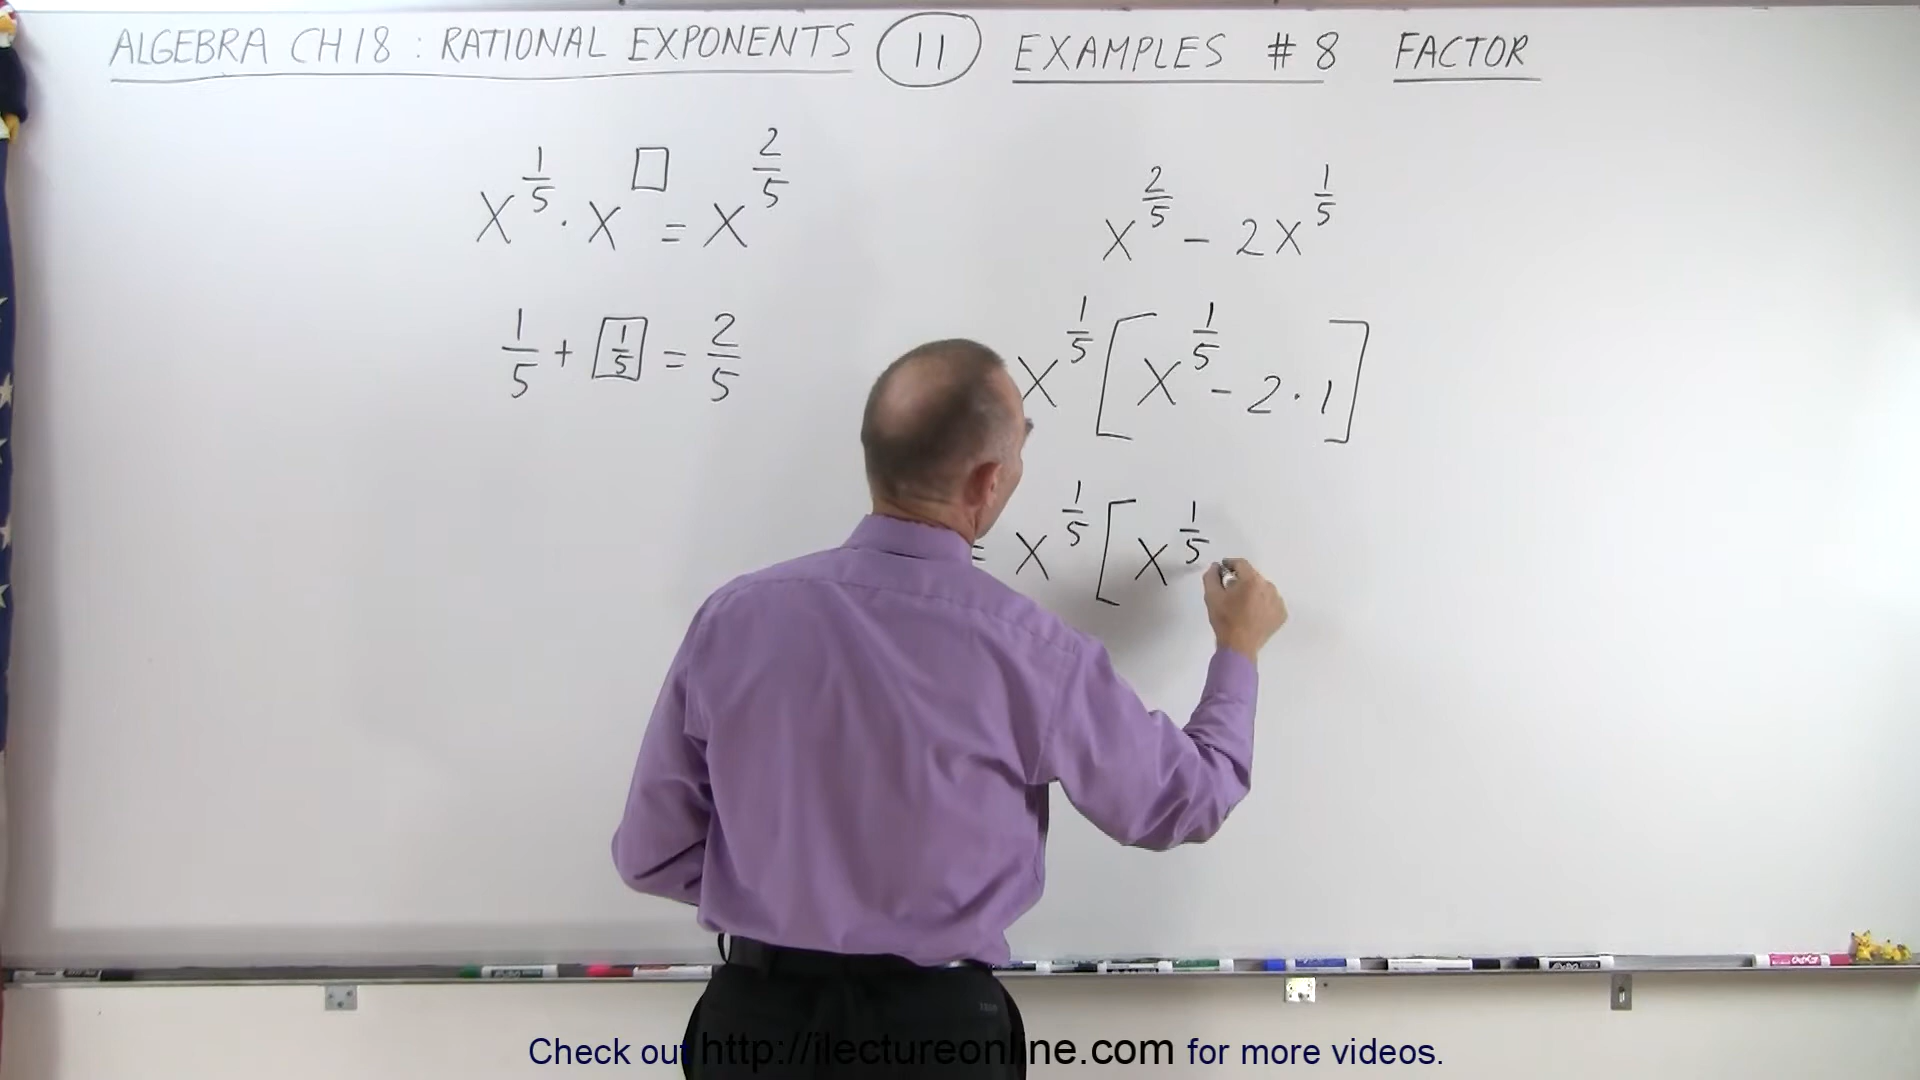 ALGEBRA CH 18 : RATIONAL EXPONENTS 11 EXAMPLES # 8 FACTOR
x^{1/5} · x^□ = x^{2/5}
1/5 + 1/5 = 2/5
x^{2/5} - 2x^{1/5}
x^{1/5} [x^{1/5} - 2 · 1]
= x^{1/5} [x^{1/5}
Check out http://ilectureonline.com for more videos.